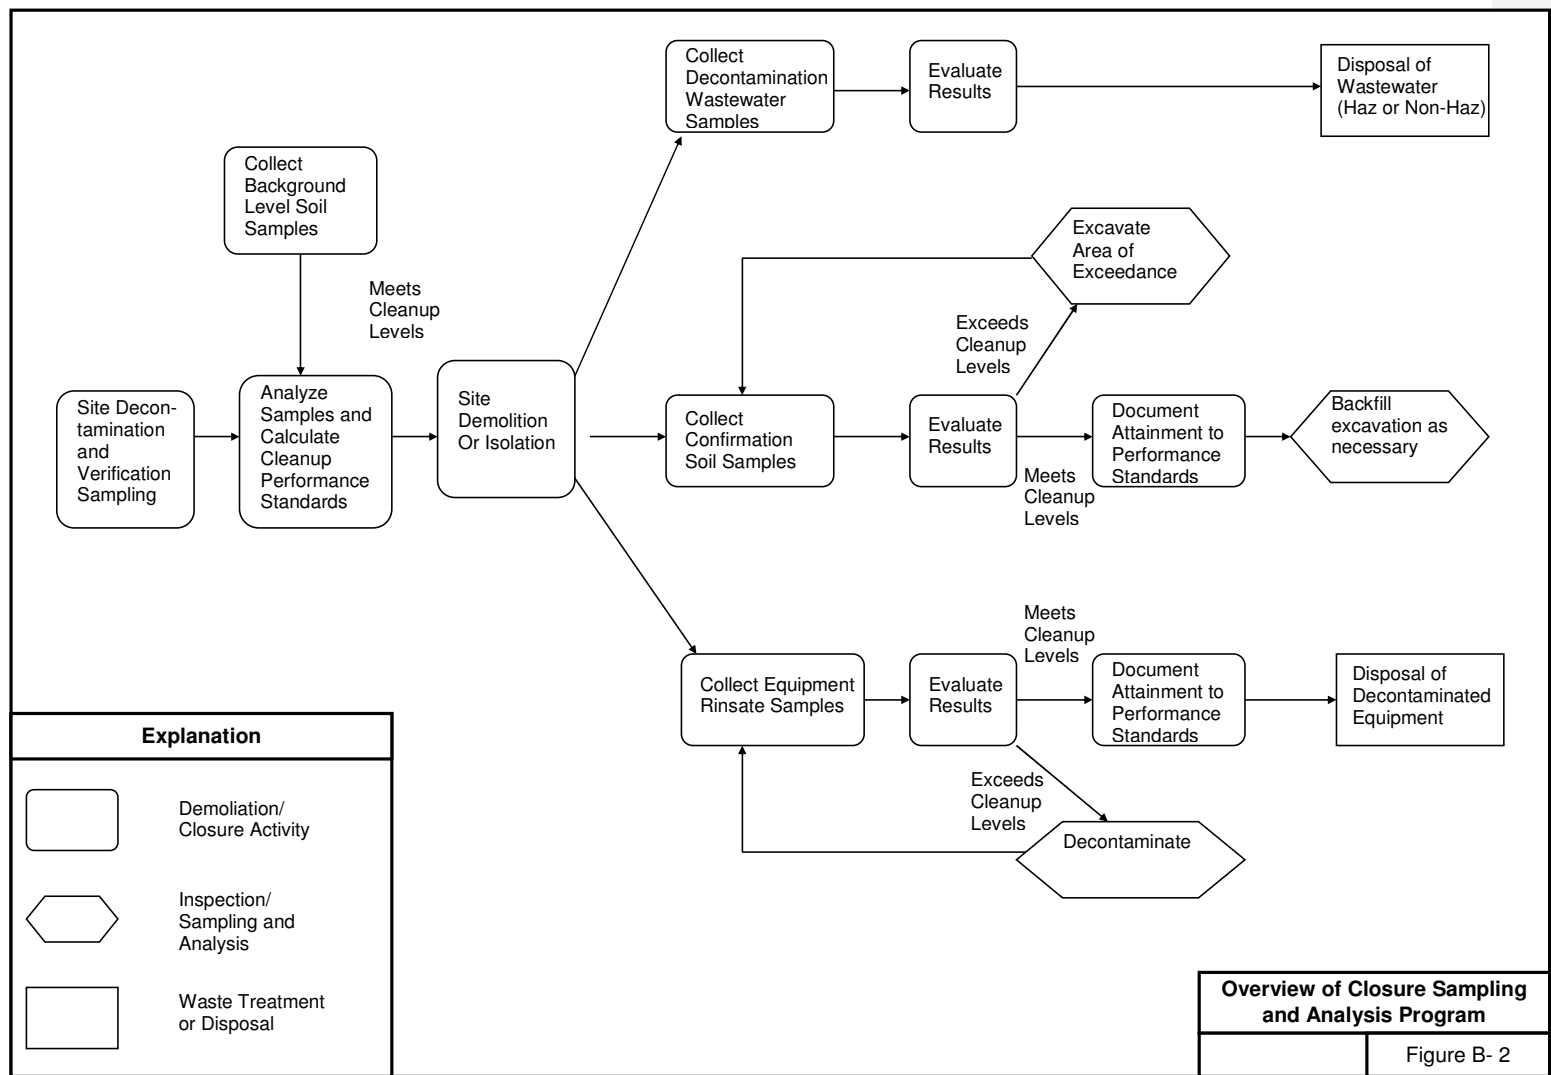 Collect
Decontamination
Wastewater
Samples
Evaluate
Results
Disposal of
Wastewater
(Haz or Non-Haz)
Collect
Background
Level Soil
Samples
Meets
Cleanup
Levels
Excavate
Area of
Exceedance
Exceeds
Cleanup
Levels
Site Decon-
tamination
and
Verification
Sampling
Analyze
Samples and
Calculate
Cleanup
Performance
Standards
Site
Demolition
Or Isolation
Collect
Confirmation
Soil Samples
Evaluate
Results
Meets
Cleanup
Levels
Document
Attainment to
Performance
Standards
Backfill
excavation as
necessary
Collect Equipment
Rinsate Samples
Evaluate
Results
Meets
Cleanup
Levels
Document
Attainment to
Performance
Standards
Disposal of
Decontaminated
Equipment
Exceeds
Cleanup
Levels
Decontaminate
Explanation
Demoliation/
Closure Activity
Inspection/
Sampling and
Analysis
Waste Treatment
or Disposal
Overview of Closure Sampling
and Analysis Program
Figure B- 2